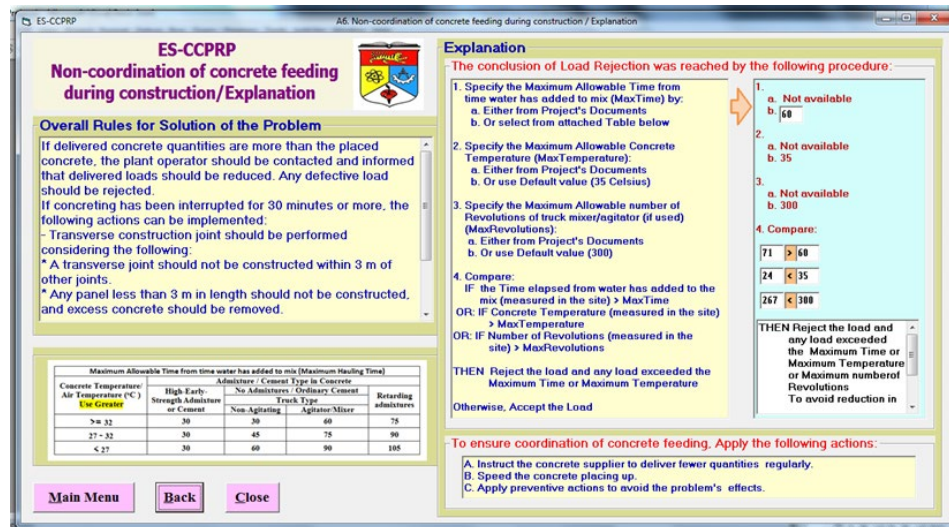 ES-CCPRP
A6. Non-coordination of concrete feeding during construction / Explanation
ES-CCPRP
Non-coordination of concrete feeding
during construction/Explanation
Overall Rules for Solution of the Problem
If delivered concrete quantities are more than the placed
concrete, the plant operator should be contacted and informed
that delivered loads should be reduced. Any defective load
should be rejected.
If concreting has been interrupted for 30 minutes or more, the
following actions can be implemented:
- Transverse construction joint should be performed
considering the following:
* A transverse joint should not be constructed within 3 m of
other joints.
* Any panel less than 3 m in length should not be constructed,
and excess concrete should be removed.
Maximum Allowable Time from time water has added to mix (Maximum Hauling Time)
Concrete Temperature/
Air Temperature (°C )
Use Greater
Admixture / Cement Type in Concrete
High-Early-
Strength Admixture
or Cement
No Admixtures / Ordinary Cement
Truck Type
Non-Agitating Agitator/Mixer
Retarding
admixtures
>= 32 30 30 60 75
27 - 32 30 45 75 90
< 27 30 60 90 105
Main Menu
Back
Close
Explanation
The conclusion of Load Rejection was reached by the following procedure:
1. Specify the Maximum Allowable Time from
time water has added to mix (MaxTime) by:
a. Either from Project's Documents
b. Or select from attached Table below
2. Specify the Maximum Allowable Concrete
Temperature (MaxTemperature):
a. Either from Project's Documents
b. Or use Default value (35 Celsius)
3. Specify the Maximum Allowable number of
Revolutions of truck mixer/agitator (if used)
(MaxRevolutions):
a. Either from Project's Documents
b. Or use Default value (300)
4. Compare:
IF the Time elapsed from water has added to the
mix (measured in the site) > MaxTime
OR: IF Concrete Temperature (measured in the site)
> MaxTemperature
OR: IF Number of Revolutions (measured in the
site) > MaxRevolutions
THEN Reject the load and any load exceeded the
Maximum Time or Maximum Temperature
Otherwise, Accept the Load
1.
a. Not available
b. 60
2.
a. Not available
b. 35
3.
a. Not available
b. 300
4. Compare:
71 > 60
24 < 35
267 < 300
THEN Reject the load and
any load exceeded
the Maximum Time or
Maximum Temperature
or Maximum numberof
Revolutions
To avoid reduction in
To ensure coordination of concrete feeding, Apply the following actions:
A. Instruct the concrete supplier to deliver fewer quantities regularly.
B. Speed the concrete placing up.
C. Apply preventive actions to avoid the problem's effects.